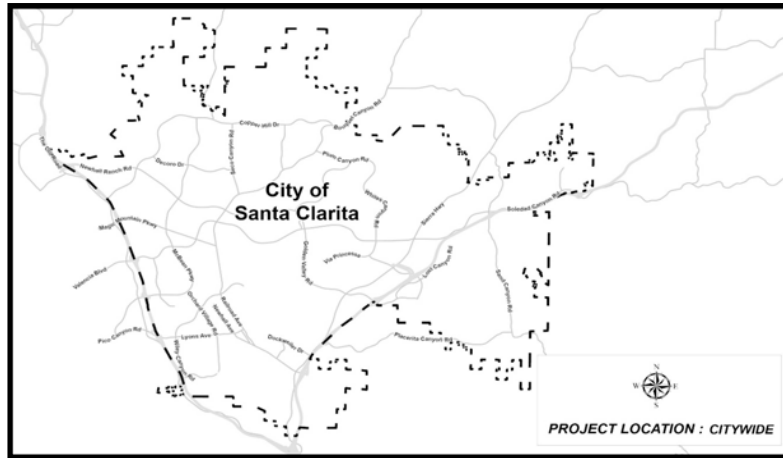 Copper Hill Dr
Bouquet Canyon Rd
The Old Road
Newhall Ranch Rd
Decoro Dr
Seco Canyon Rd
Plum Canyon Rd
City of
Santa Clarita
Whites Canyon Rd
Sierra Hwy
Soledad Canyon Rd
Magic Mountain Pkwy
McBean Pkwy
Golden Valley Rd
Via Princessa
Lost Canyon Rd
Sand Canyon Rd
Valencia Blvd
Orchard Village Rd
Railroad Ave
Newhall Ave
Pico Canyon Rd
Lyons Ave
Wiley Canyon Rd
Dockweiler Dr
Placerita Canyon Rd
N
W
E
S
PROJECT LOCATION : CITYWIDE